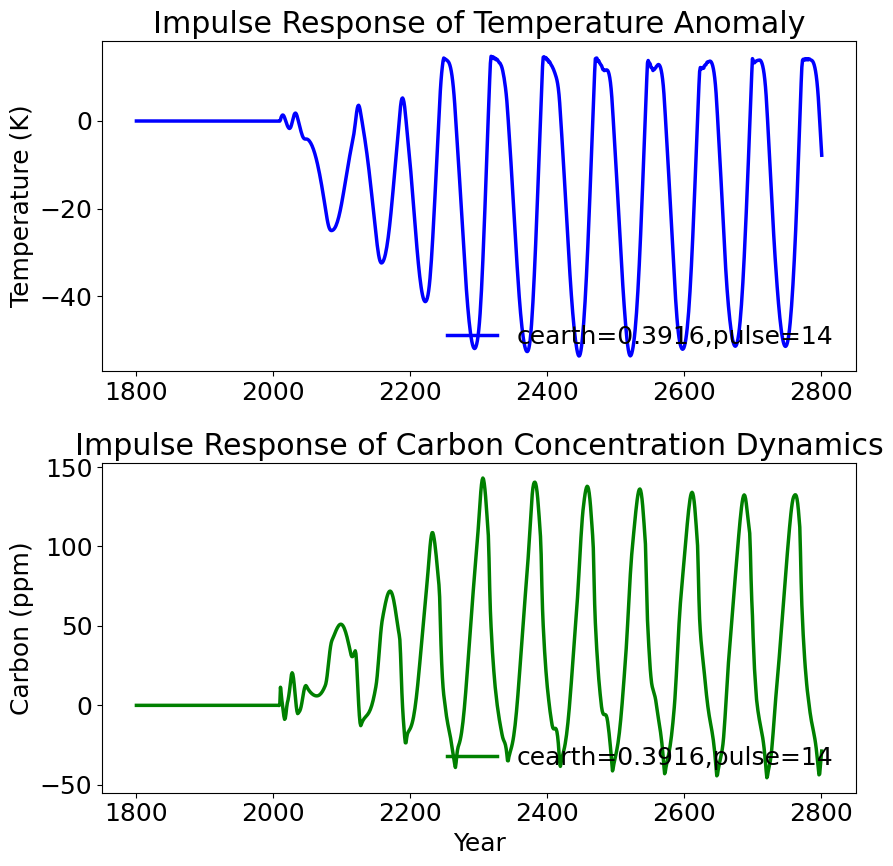 Impulse Response of Temperature Anomaly
Temperature (K)
0
−20
−40
cearth=0.3916,pulse=14
1800 2000 2200 2400 2600 2800
Impulse Response of Carbon Concentration Dynamics
Carbon (ppm)
150
100
50
0
−50
cearth=0.3916,pulse=14
1800 2000 2200 2400 2600 2800
Year